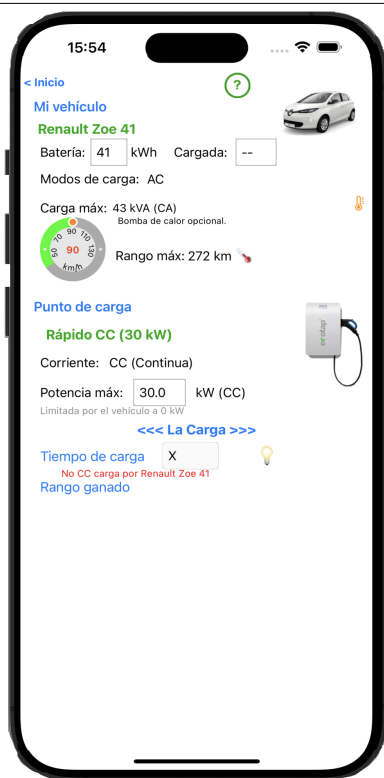 15:54
< Inicio
?
Mi vehículo
Renault Zoe 41
Batería: 41 kWh Cargada: --
Modos de carga: AC
Carga máx: 43 kVA (CA)
Bomba de calor opcional.
50 70 90 110 130
90
km/h
Rango máx: 272 km
Punto de carga
Rápido CC (30 kW)
ecotap
Corriente: CC (Continua)
Potencia máx: 30.0 kW (CC)
Limitada por el vehículo a 0 kW
<<< La Carga >>>
Tiempo de carga X
No CC carga por Renault Zoe 41
Rango ganado